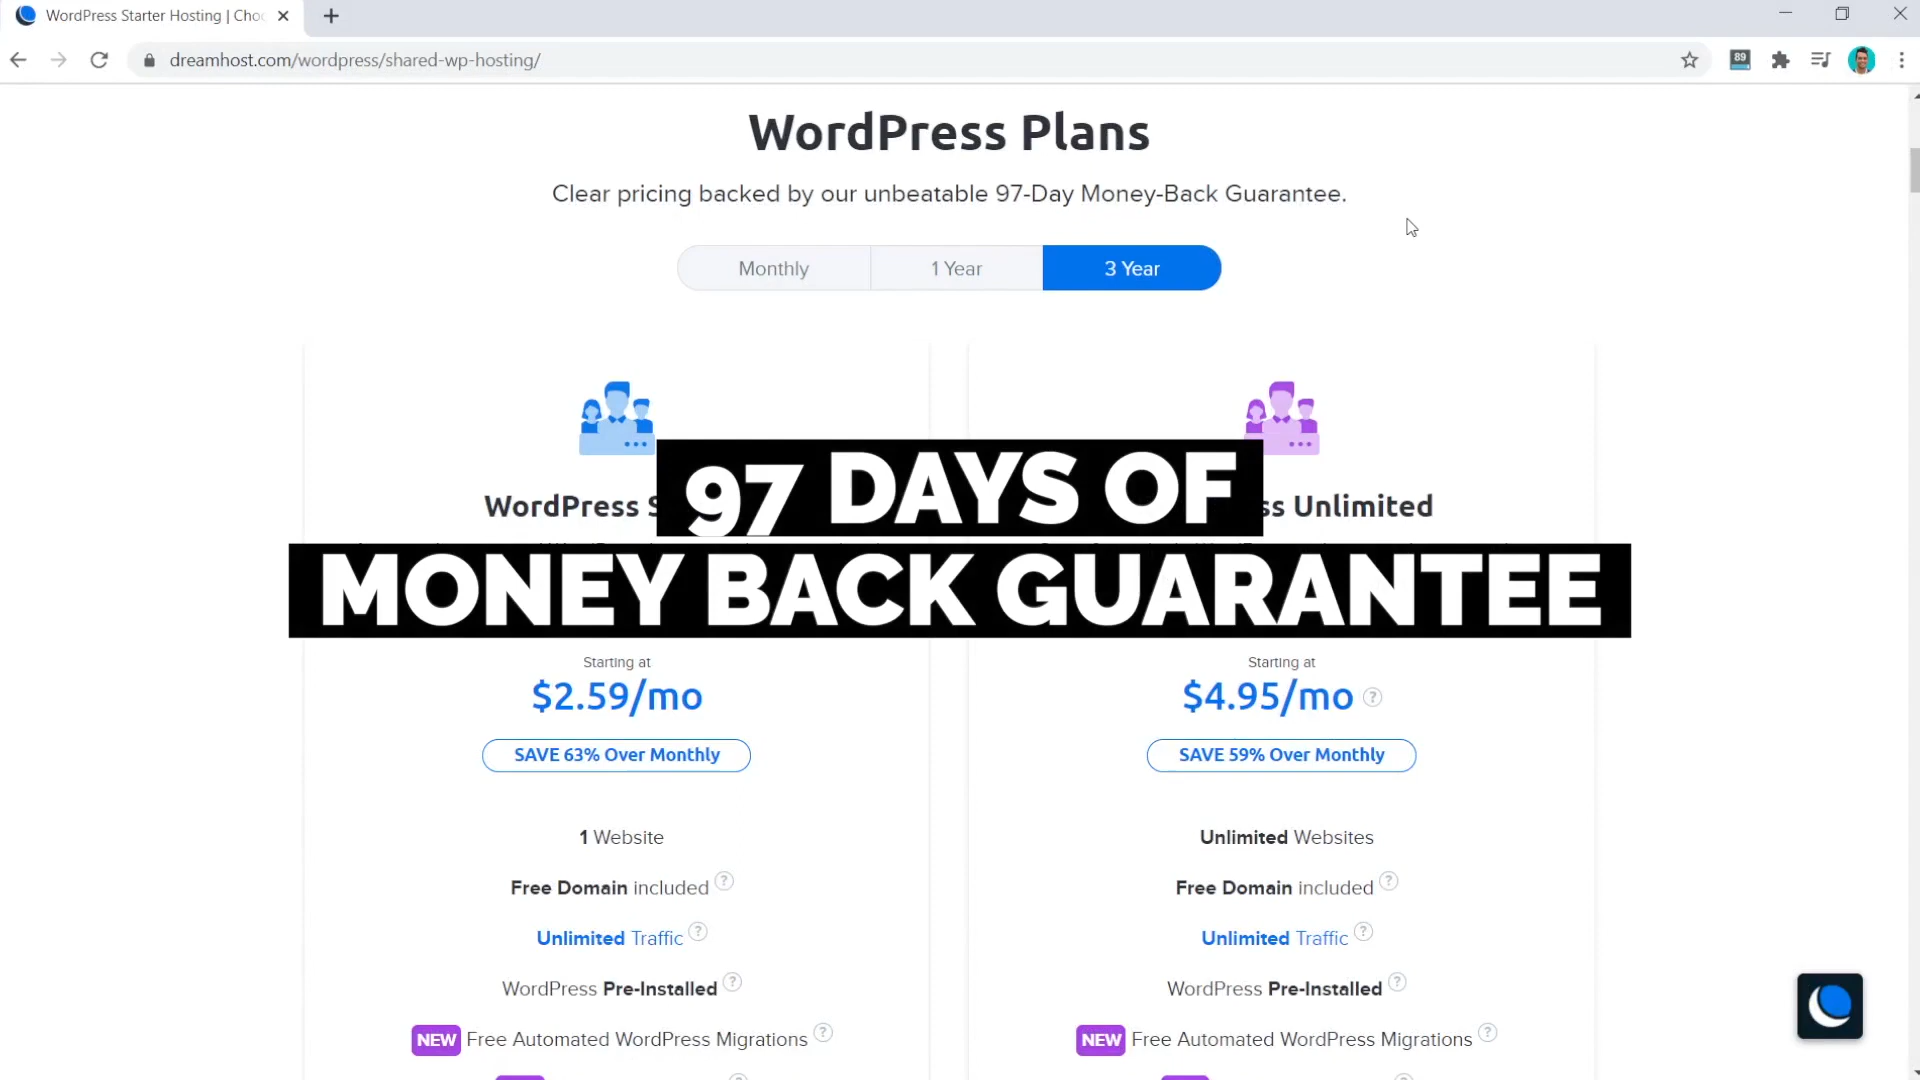 WordPress Starter Hosting | Choo
dreamhost.com/wordpress/shared-wp-hosting/
89
WordPress Plans
Clear pricing backed by our unbeatable 97-Day Money-Back Guarantee.
Monthly
1 Year
3 Year
WordPress S
ss Unlimited
97 DAYS OF
MONEY BACK GUARANTEE
Starting at
$2.59/mo
SAVE 63% Over Monthly
1 Website
Free Domain included ?
Unlimited Traffic ?
WordPress Pre-Installed ?
NEW Free Automated WordPress Migrations ?
Starting at
$4.95/mo ?
SAVE 59% Over Monthly
Unlimited Websites
Free Domain included ?
Unlimited Traffic ?
WordPress Pre-Installed ?
NEW Free Automated WordPress Migrations ?